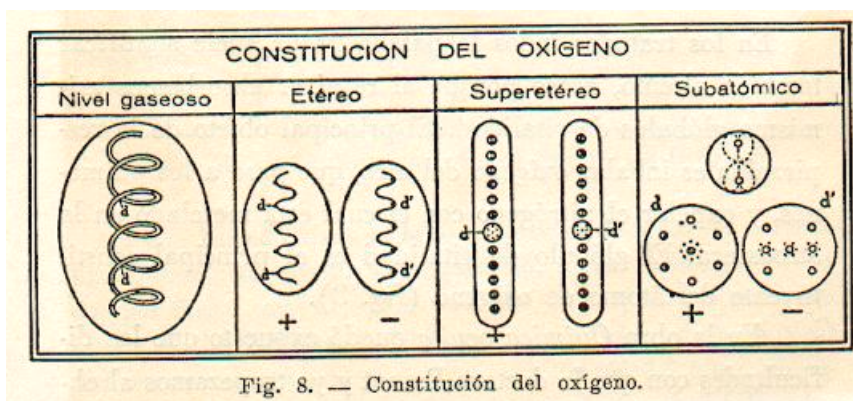 CONSTITUCIÓN DEL OXÍGENO
Nivel gaseoso
Etéreo
Superetéreo
Subatómico
d
d
d
d
+
d'
d'
−
d
+
d'
d
+
d'
−
Fig. 8. — Constitución del oxígeno.